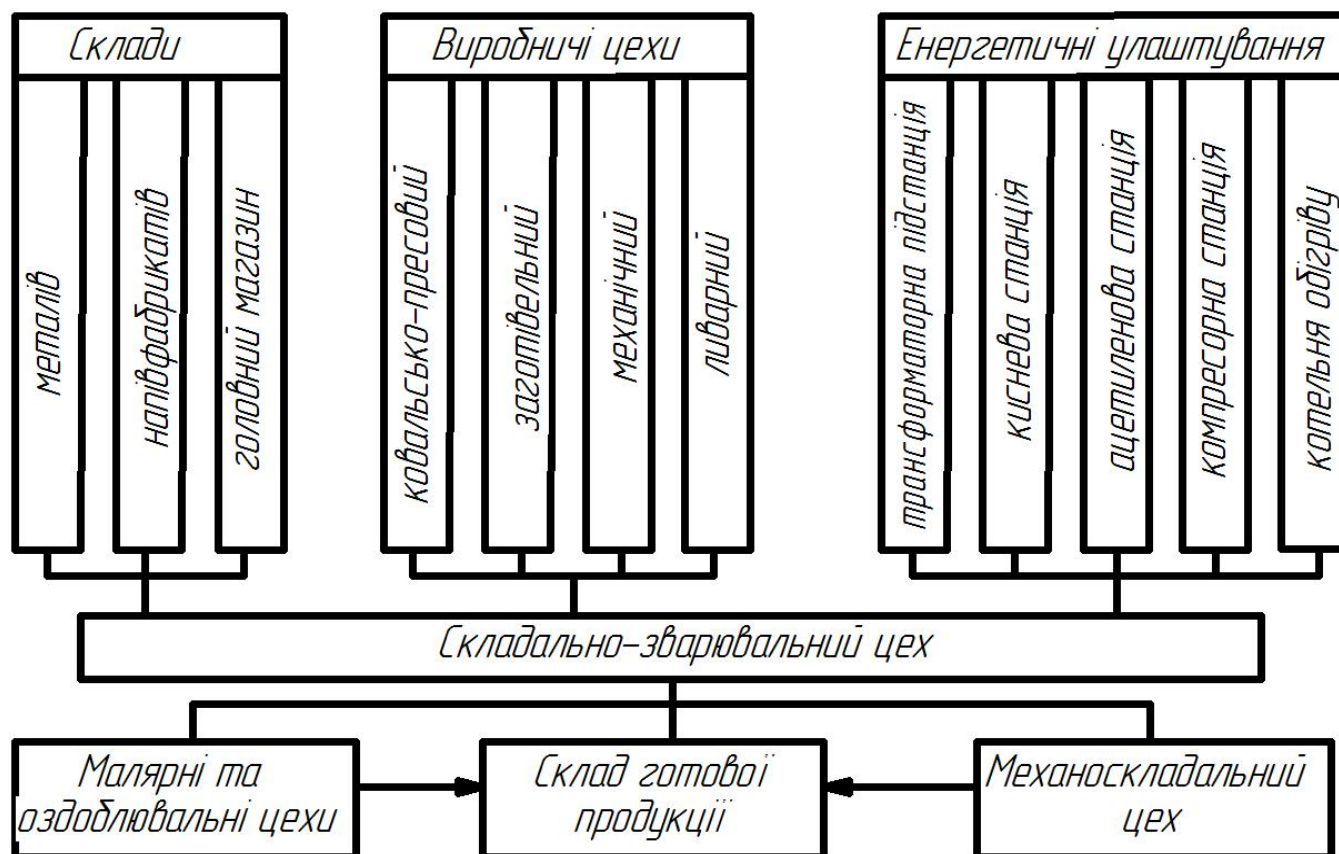 Склади
металів
напівфабрикатів
головний магазин
Виробничі цехи
ковальсько-пресовий
заготівельний
механічний
ливарний
Енергетичні улаштування
трансформаторна підстанція
киснева станція
ацетиленова станція
компресорна станція
котельня обігріву
Складально-зварювальний цех
Малярні та
оздоблювальні цехи
Склад готової
продукції
Механоскладальний
цех